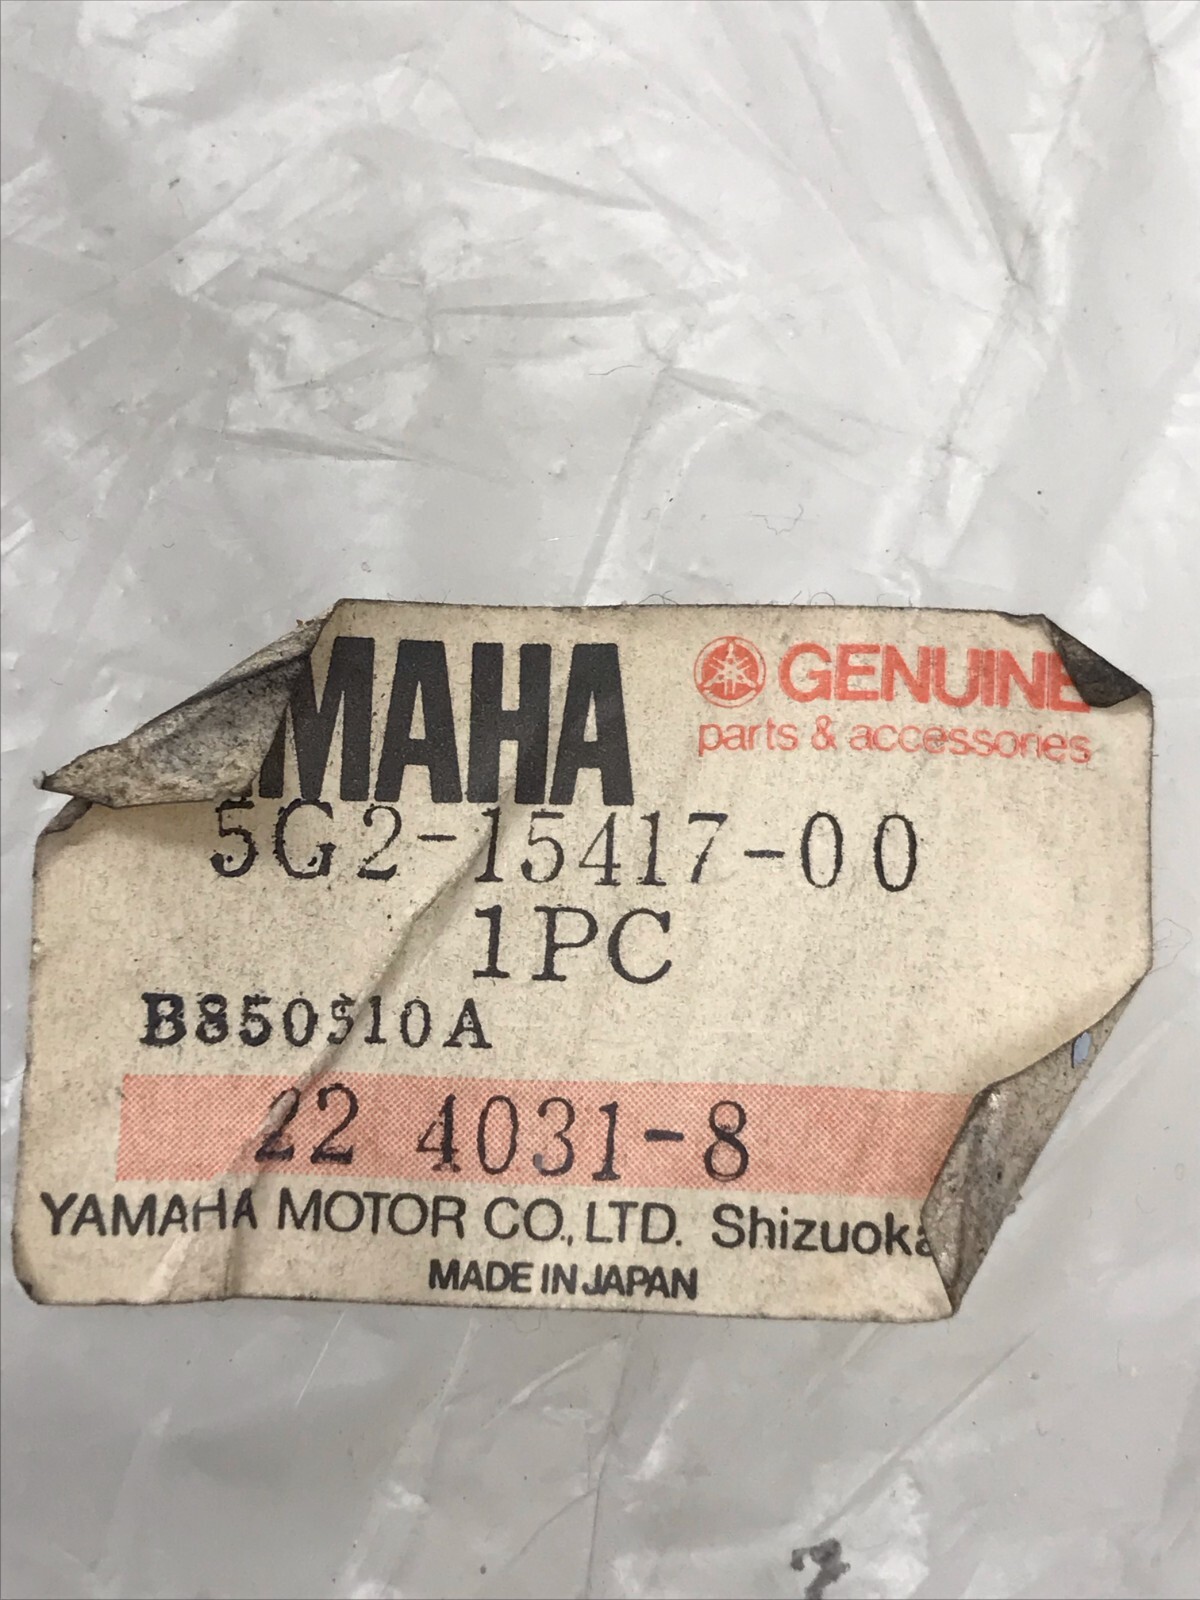 MAHA
GENUINE
parts & accessories
5G2-15417-00
1PC
B850510A
22 4031-8
YAMAHA MOTOR CO., LTD. Shizuoka
MADE IN JAPAN